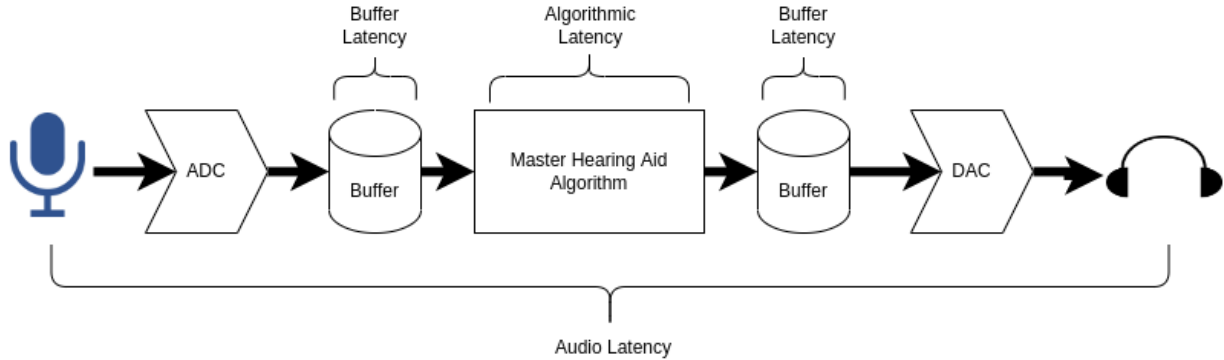 Buffer
Latency
Algorithmic
Latency
Buffer
Latency
ADC
Buffer
Master Hearing Aid
Algorithm
Buffer
DAC
Audio Latency